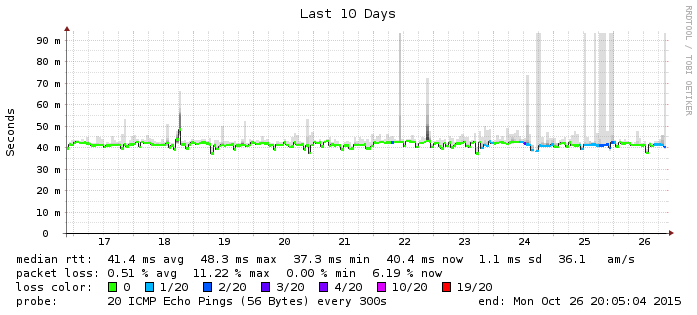 Last 10 Days
RRDTOOL / TOBI OETIKER
Seconds
90 m
80 m
70 m
60 m
50 m
40 m
30 m
20 m
10 m
0
17 18 19 20 21 22 23 24 25 26
median rtt: 41.4 ms avg 48.3 ms max 37.3 ms min 40.4 ms now 1.1 ms sd 36.1 am/s
packet loss: 0.51 % avg 11.22 % max 0.00 % min 6.19 % now
loss color: 0 1/20 2/20 3/20 4/20 10/20 19/20
probe: 20 ICMP Echo Pings (56 Bytes) every 300s end: Mon Oct 26 20:05:04 2015